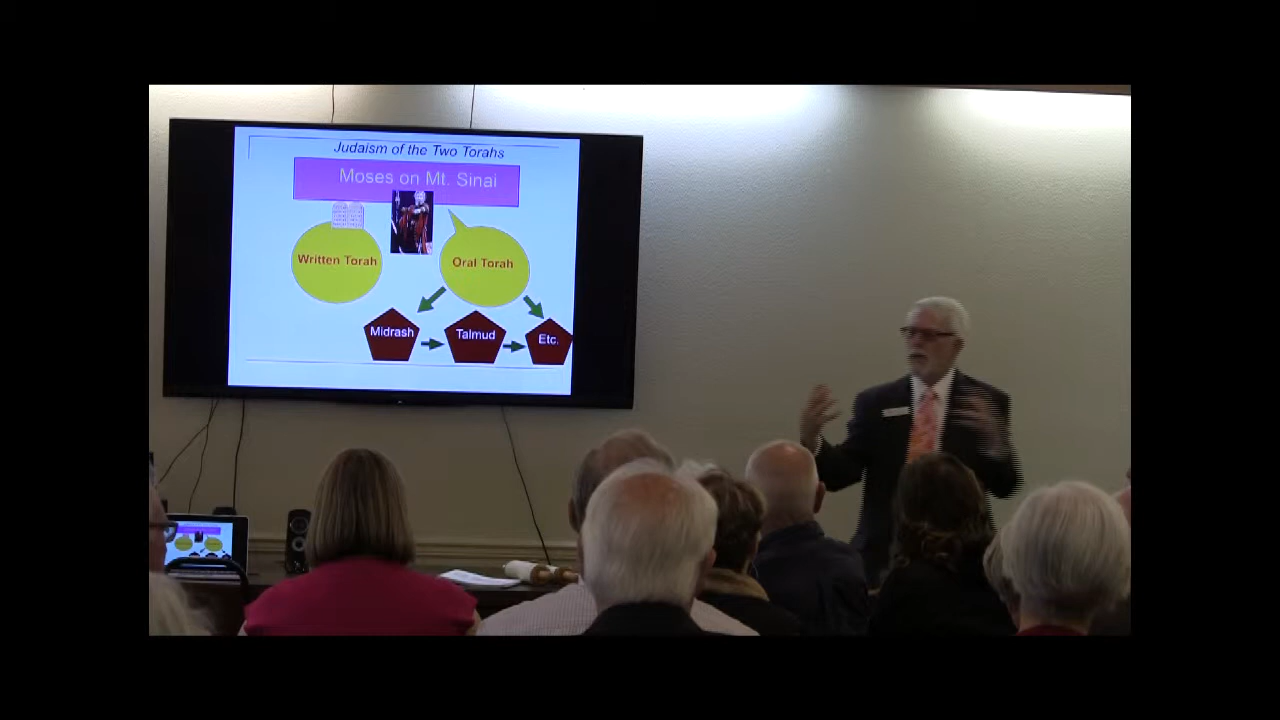 Judaism of the Two Torahs
Moses on Mt. Sinai
Written Torah
Oral Torah
Midrash
Talmud
Etc.